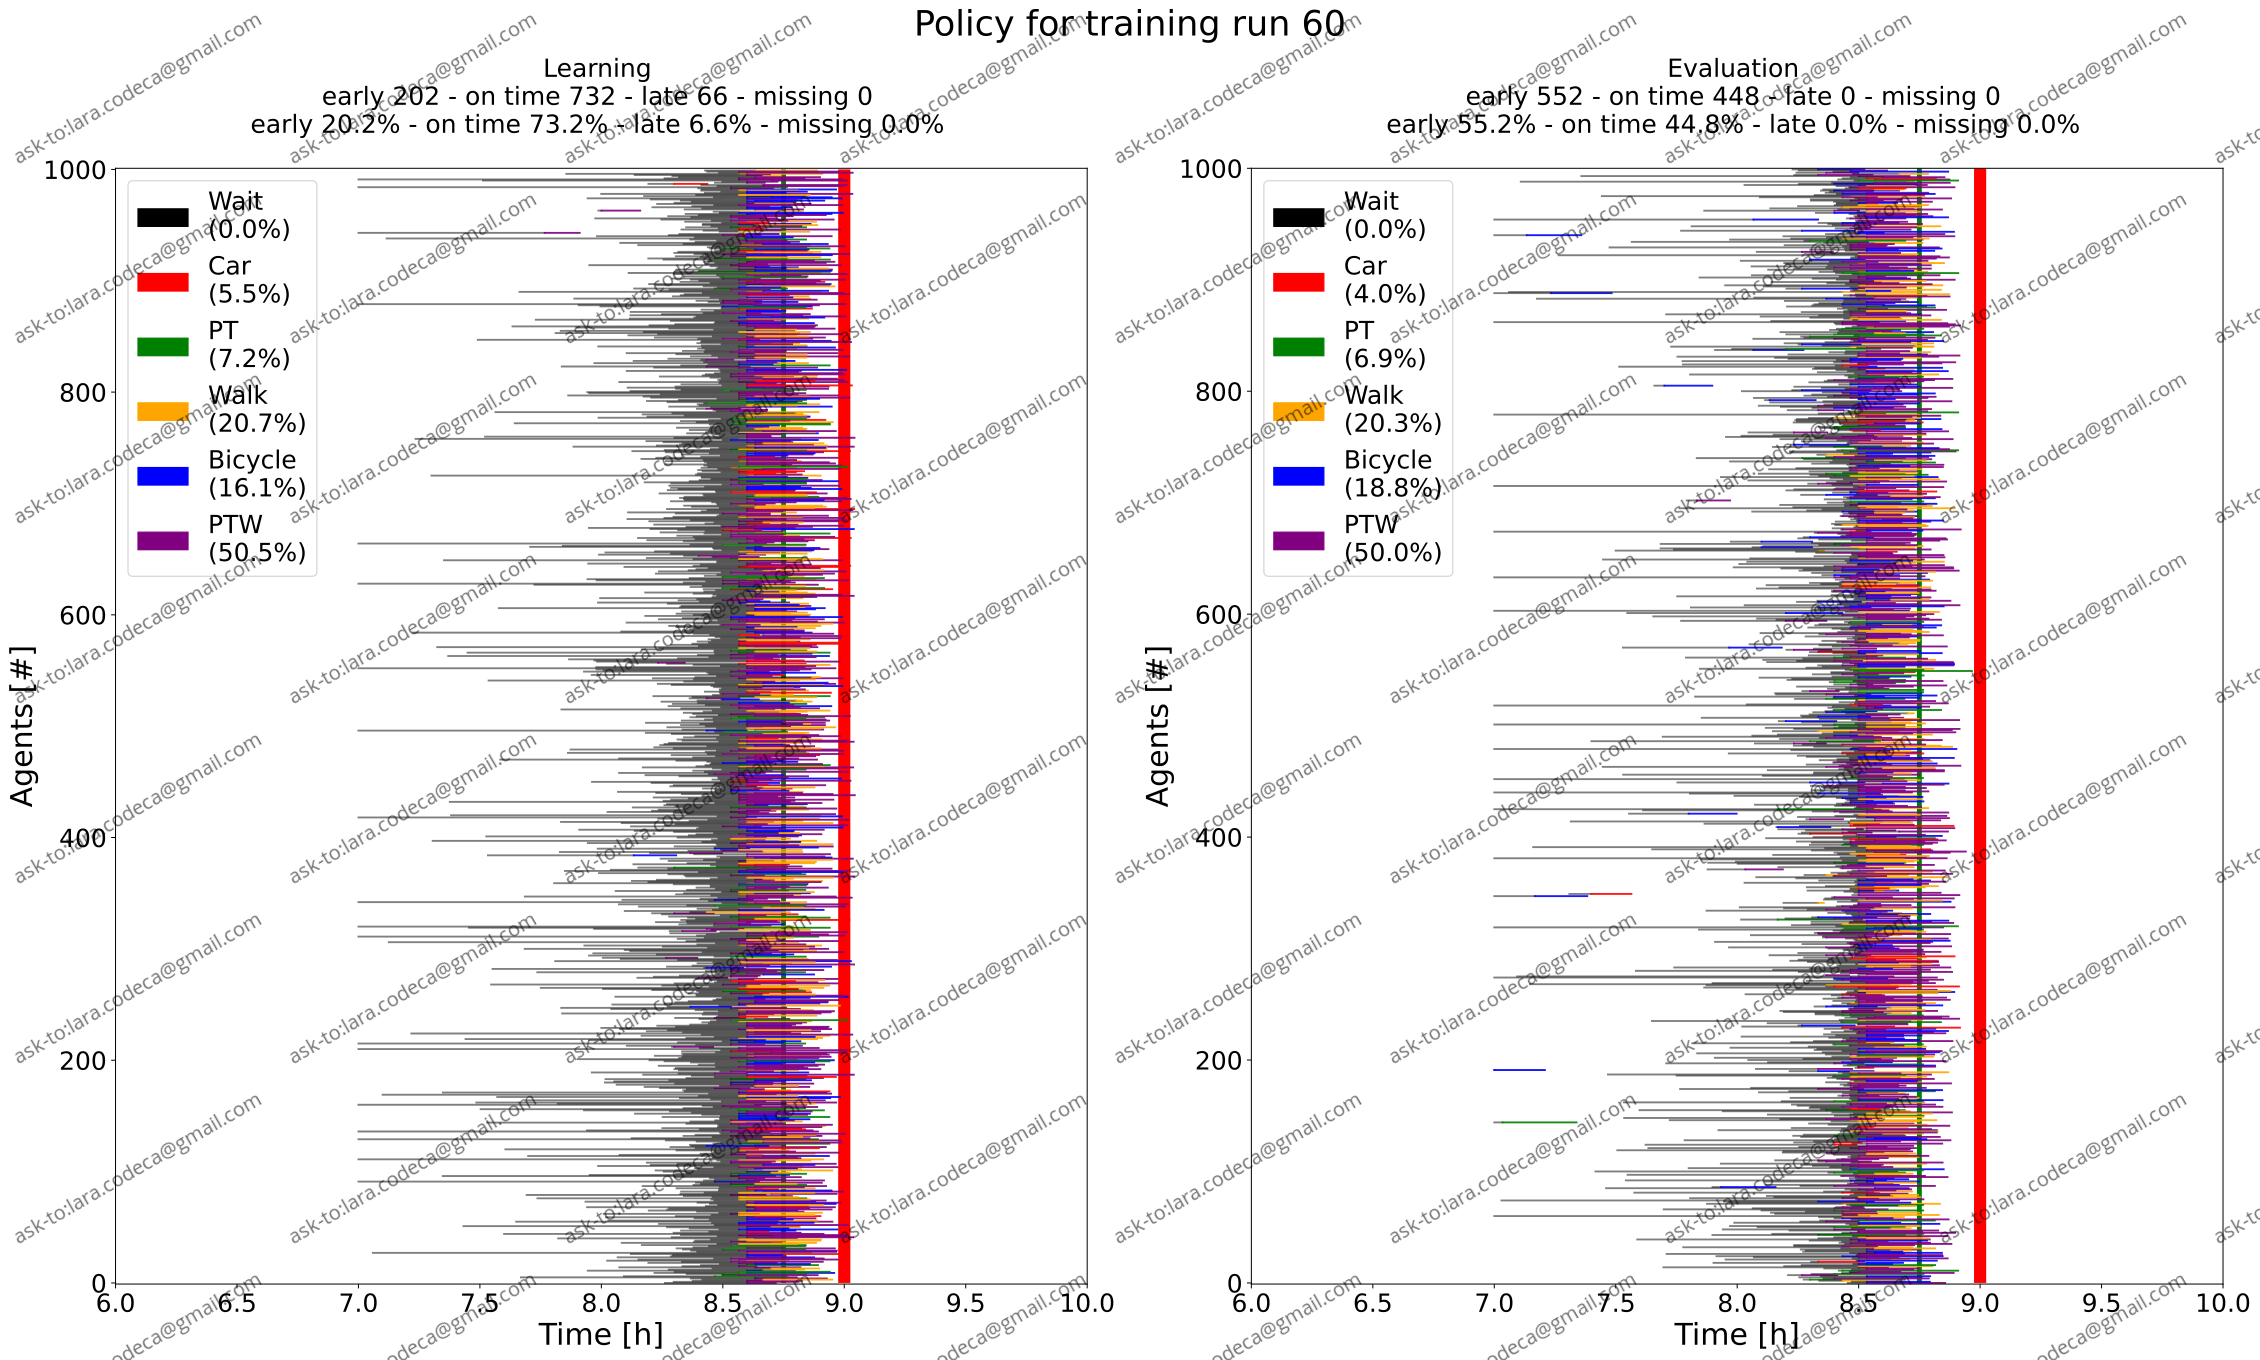 Policy for training run 60
Learning
early 202 - on time 732 - late 66 - missing 0
early 20.2% - on time 73.2% - late 6.6% - missing 0.0%
1000
800
600
400
200
0
Agents [#]
Wait
(0.0%)
Car
(5.5%)
PT
(7.2%)
Walk
(20.7%)
Bicycle
(16.1%)
PTW
(50.5%)
6.0 6.5 7.0 7.5 8.0 8.5 9.0 9.5 10.0
Time [h]
Evaluation
early 552 - on time 448 - late 0 - missing 0
early 55.2% - on time 44.8% - late 0.0% - missing 0.0%
1000
800
600
400
200
0
Agents [#]
Wait
(0.0%)
Car
(4.0%)
PT
(6.9%)
Walk
(20.3%)
Bicycle
(18.8%)
PTW
(50.0%)
6.0 6.5 7.0 7.5 8.0 8.5 9.0 9.5 10.0
Time [h]
ask-to:lara.codeca@gmail.com